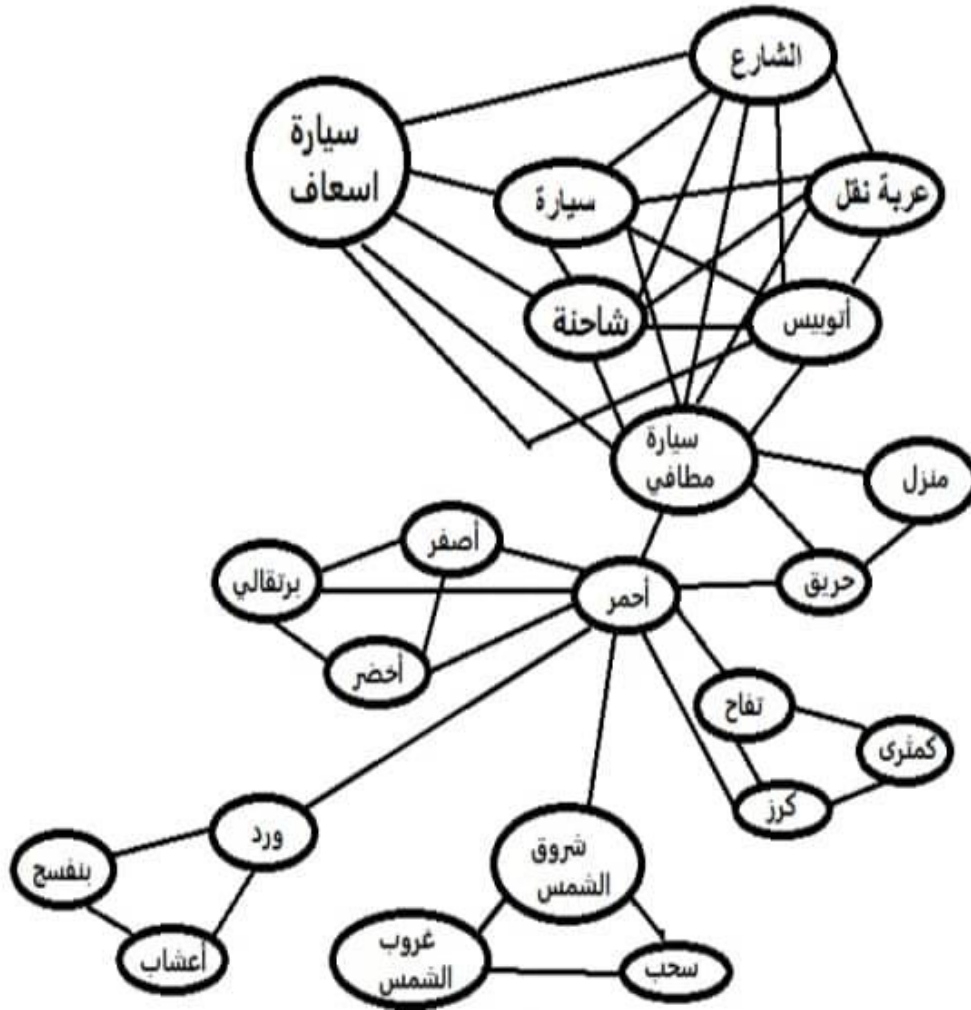 الشارع
سيارة
اسعاف
سيارة
عربة نقل
شاحنة
أتوبيس
سيارة
مطافي
منزل
أصفر
برتقالي
أحمر
حريق
أخضر
تفاح
كمثرى
كرز
ورد
بنفسج
أعشاب
شروق
الشمس
غروب
الشمس
سحب